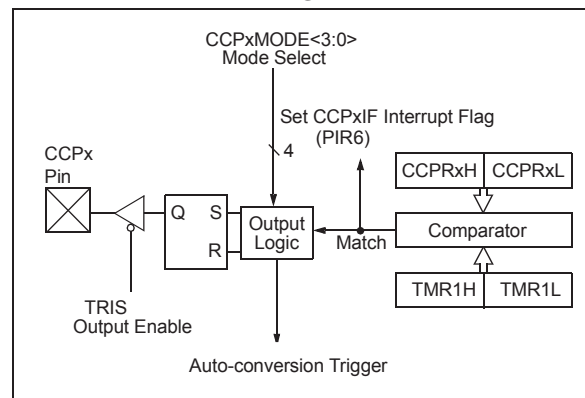 CCPxMODE<3:0>
Mode Select
Set CCPxIF Interrupt Flag
(PIR6)
4
CCPx
Pin
CCPRxH CCPRxL
Q S
R
Output
Logic
Match
Comparator
TMR1H TMR1L
TRIS
Output Enable
Auto-conversion Trigger